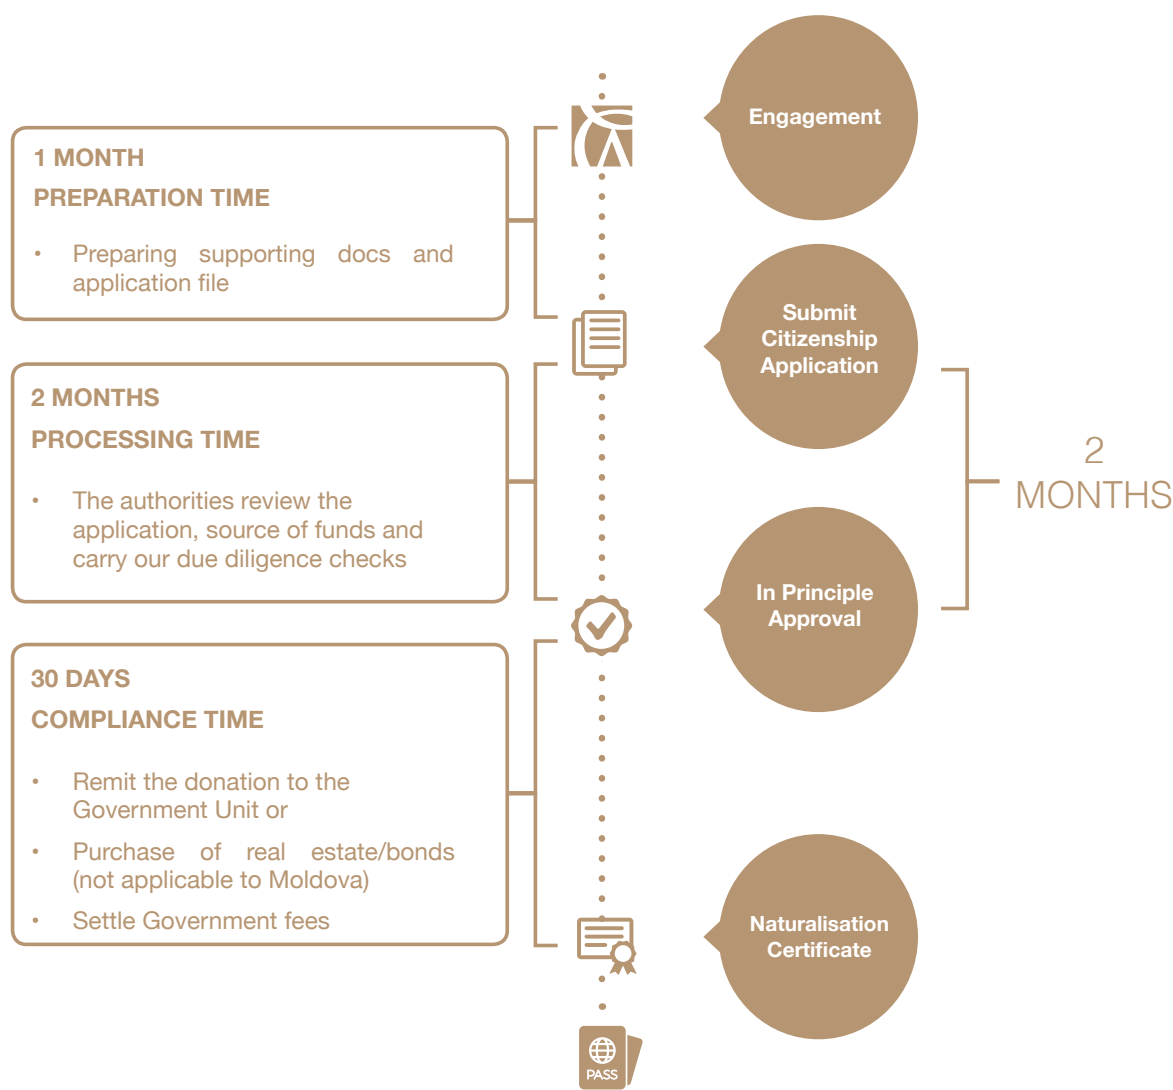 Engagement
1 MONTH
PREPARATION TIME
• Preparing supporting docs and
application file
Submit
Citizenship
Application
2 MONTHS
PROCESSING TIME
• The authorities review the
application, source of funds and
carry our due diligence checks
2
MONTHS
In Principle
Approval
30 DAYS
COMPLIANCE TIME
• Remit the donation to the
Government Unit or
• Purchase of real estate/bonds
(not applicable to Moldova)
• Settle Government fees
Naturalisation
Certificate
PASS